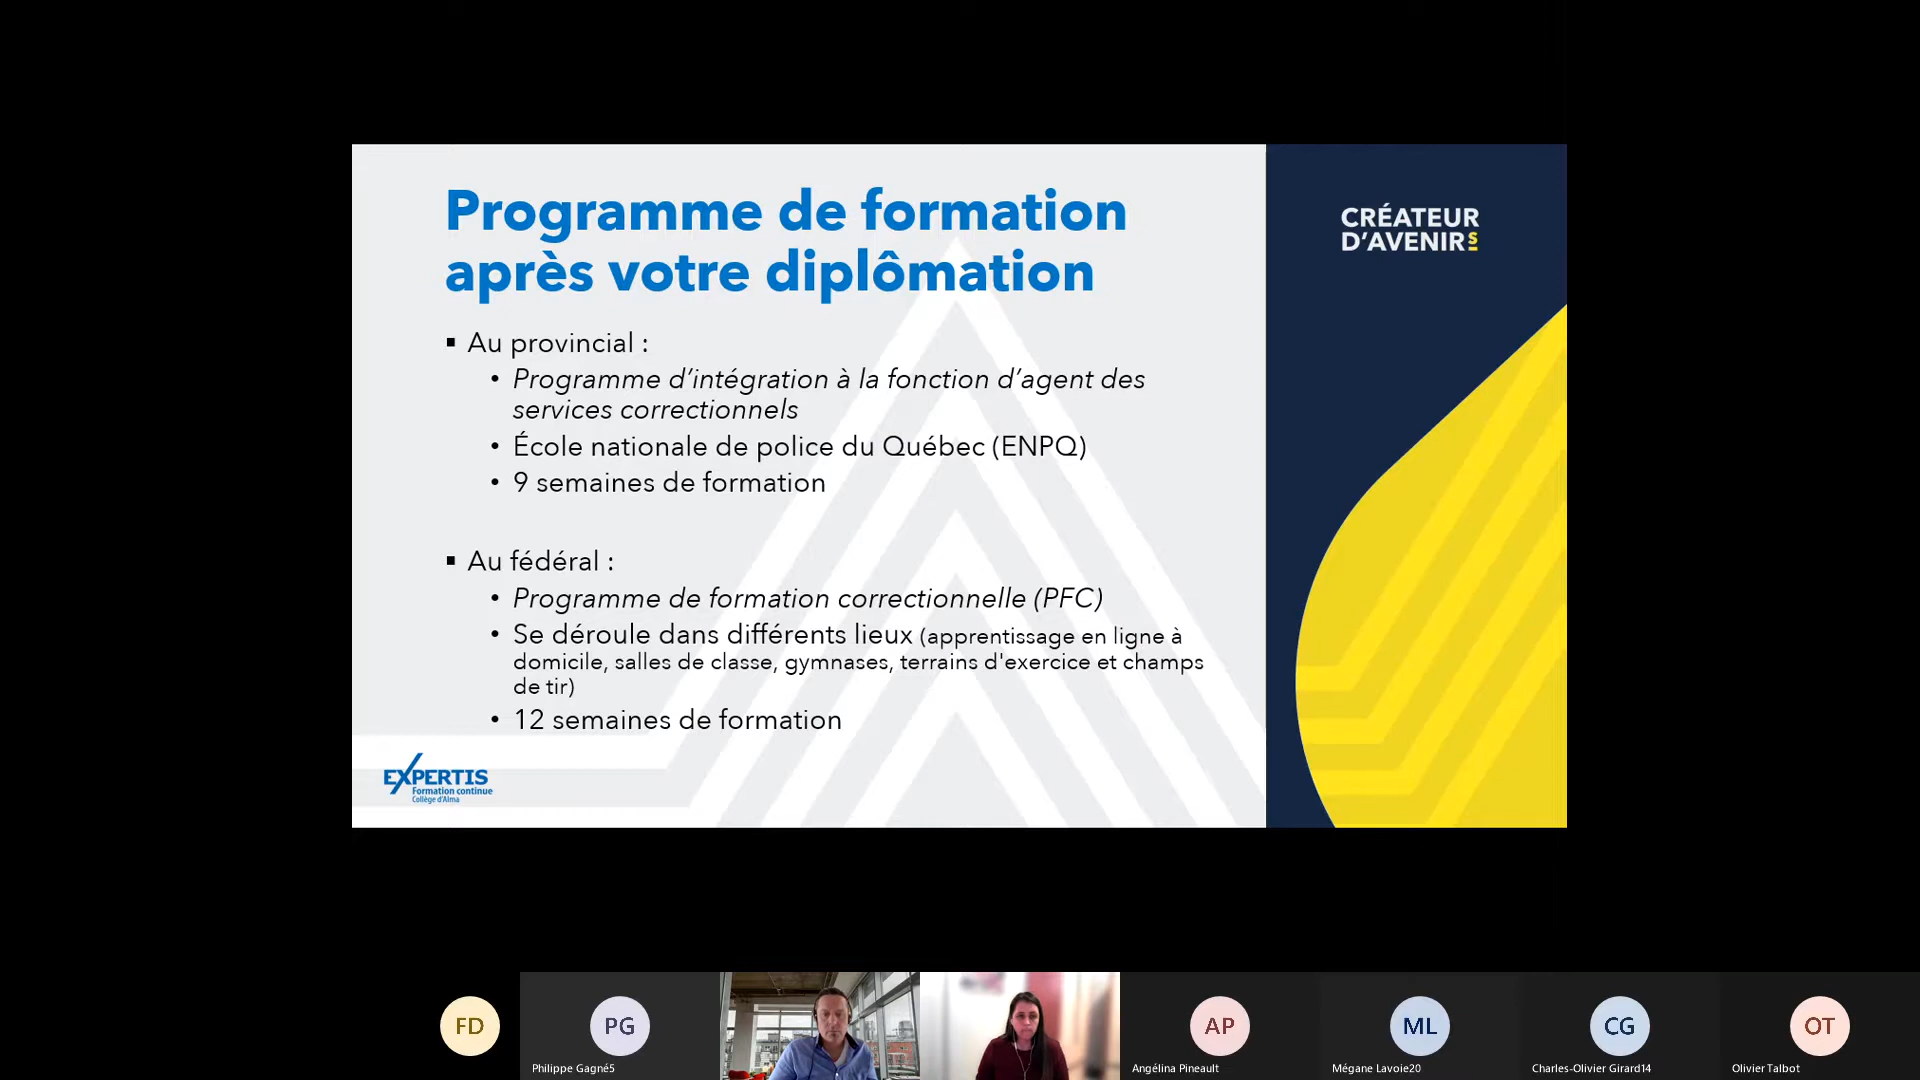 Programme de formation
après votre diplômation
CRÉATEUR
D'AVENIRS
▪ Au provincial :
• Programme d'intégration à la fonction d'agent des
services correctionnels
• École nationale de police du Québec (ENPQ)
• 9 semaines de formation
▪ Au fédéral :
• Programme de formation correctionnelle (PFC)
• Se déroule dans différents lieux (apprentissage en ligne à
domicile, salles de classe, gymnases, terrains d'exercice et champs
de tir)
• 12 semaines de formation
EXPERTIS
Formation continue
Collège d'Alma
FD
PG
AP
ML
CG
OT
Philippe Gagné5
Angélina Pineault
Mégane Lavoie20
Charles-Olivier Girard14
Olivier Talbot